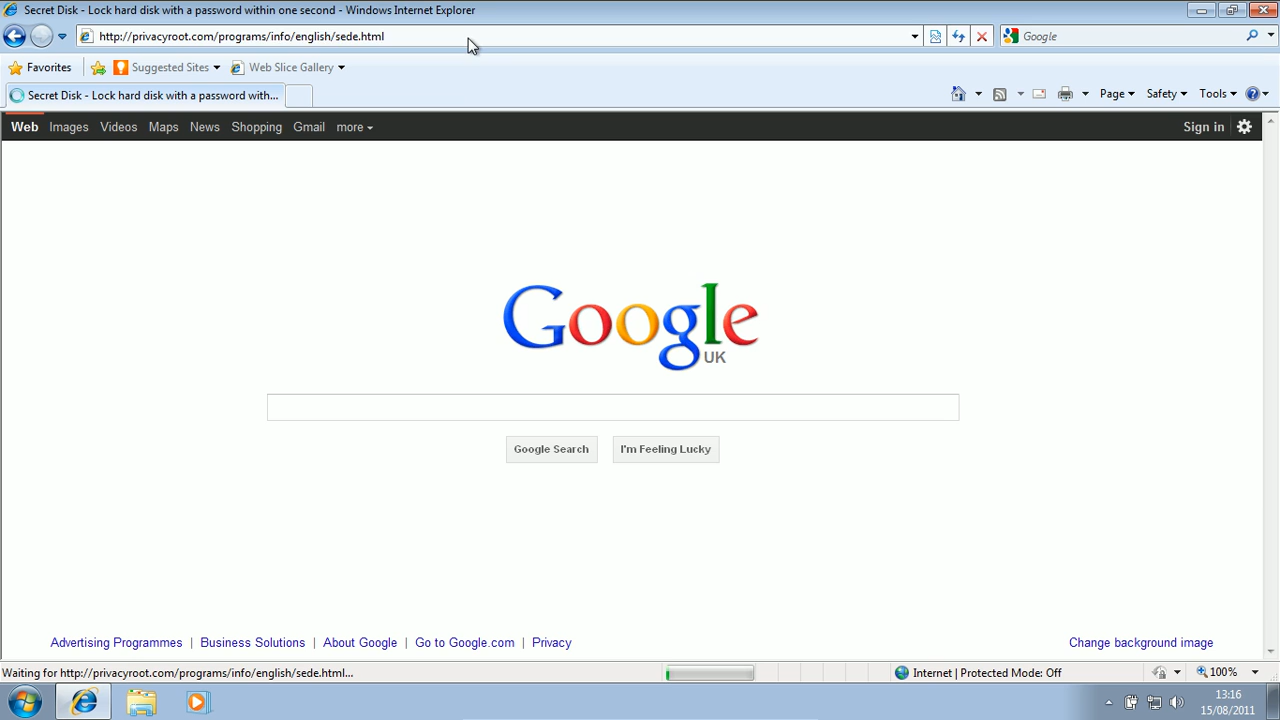 Secret Disk - Lock hard disk with a password within one second - Windows Internet Explorer
http://privacyroot.com/programs/info/english/sede.html
Google
Favorites Suggested Sites Web Slice Gallery
Secret Disk - Lock hard disk with a password with...
Page Safety Tools
Web Images Videos Maps News Shopping Gmail more
Sign in
Google
UK
Google Search I'm Feeling Lucky
Advertising Programmes | Business Solutions | About Google | Go to Google.com | Privacy
Change background image
Waiting for http://privacyroot.com/programs/info/english/sede.html...
Internet | Protected Mode: Off
100%
13:16
15/08/2011